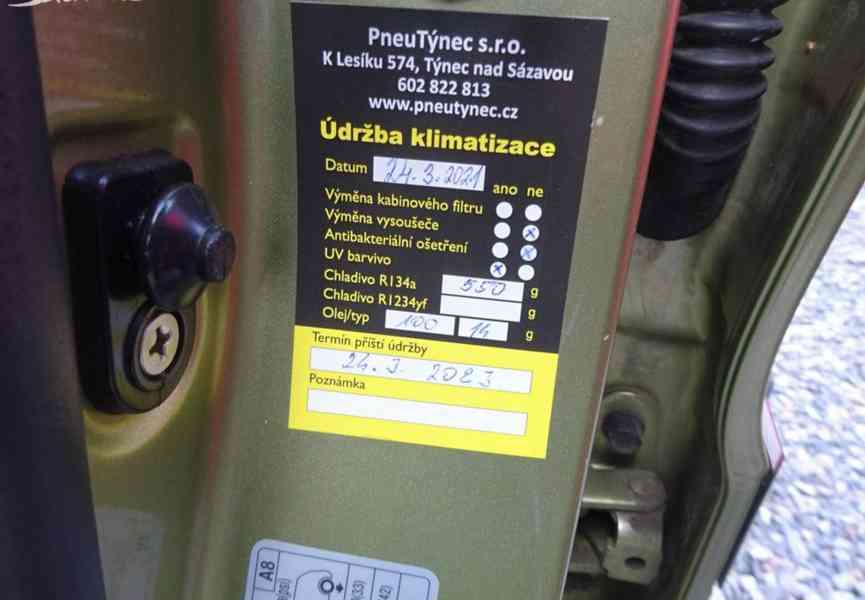 PneuTýnec s.r.o.
K Lesíku 574, Týnec nad Sázavou
602 822 813
www.pneutynec.cz
Údržba klimatizace
Datum 24.3.2021 ano ne
Výměna kabinového filtru
Výměna vysoušeče
Antibakteriální ošetření
UV barvivo
Chladivo R134a 550 g
Chladivo R1234yf g
Olej/typ 100 14 g
Termín příští údržby
24.3. 2023
Poznámka
A8
(33)